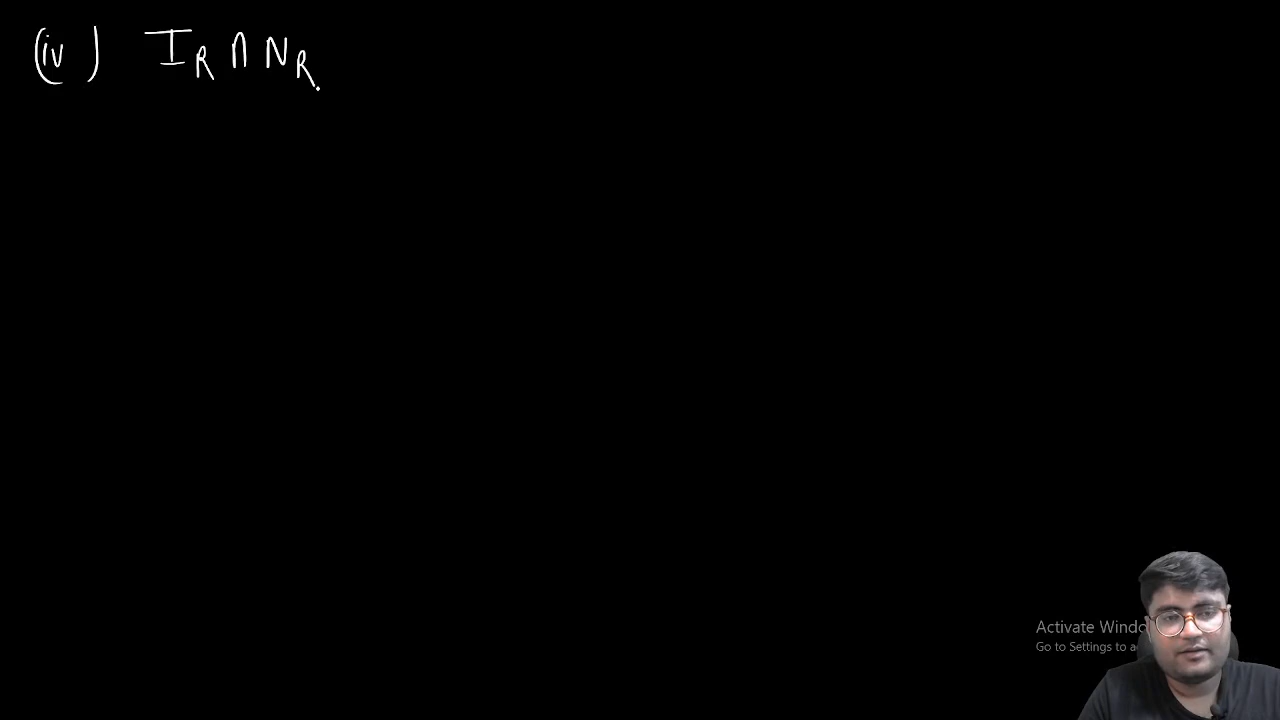 (iv) I_R ∩ N_R.
Activate Windo
Go to Settings to a